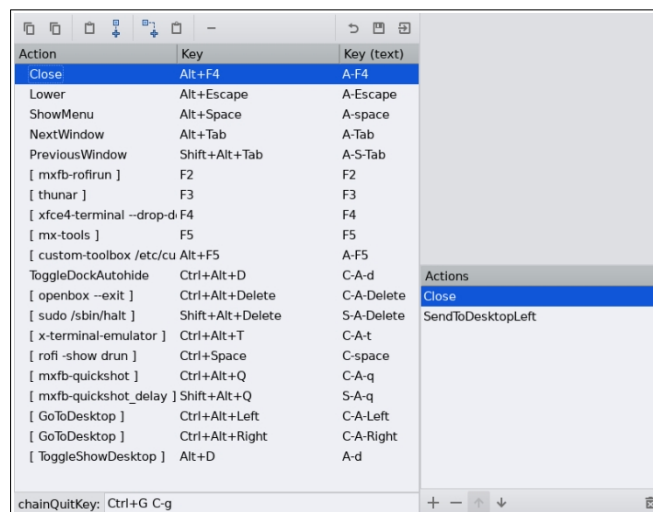 Action Key Key (text)
Close Alt+F4 A-F4
Lower Alt+Escape A-Escape
ShowMenu Alt+Space A-space
NextWindow Alt+Tab A-Tab
PreviousWindow Shift+Alt+Tab A-S-Tab
[ mxfb-rofirun ] F2 F2
[ thunar ] F3 F3
[ xfce4-terminal --drop-d F4 F4
[ mx-tools ] F5 F5
[ custom-toolbox /etc/cu Alt+F5 A-F5
ToggleDockAutohide Ctrl+Alt+D C-A-d
[ openbox --exit ] Ctrl+Alt+Delete C-A-Delete
[ sudo /sbin/halt ] Shift+Alt+Delete S-A-Delete
[ x-terminal-emulator ] Ctrl+Alt+T C-A-t
[ rofi -show drun ] Ctrl+Space C-space
[ mxfb-quickshot ] Ctrl+Alt+Q C-A-q
[ mxfb-quickshot_delay ] Shift+Alt+Q S-A-q
[ GoToDesktop ] Ctrl+Alt+Left C-A-Left
[ GoToDesktop ] Ctrl+Alt+Right C-A-Right
[ ToggleShowDesktop ] Alt+D A-d
chainQuitKey: Ctrl+G C-g
Actions
Close
SendToDesktopLeft